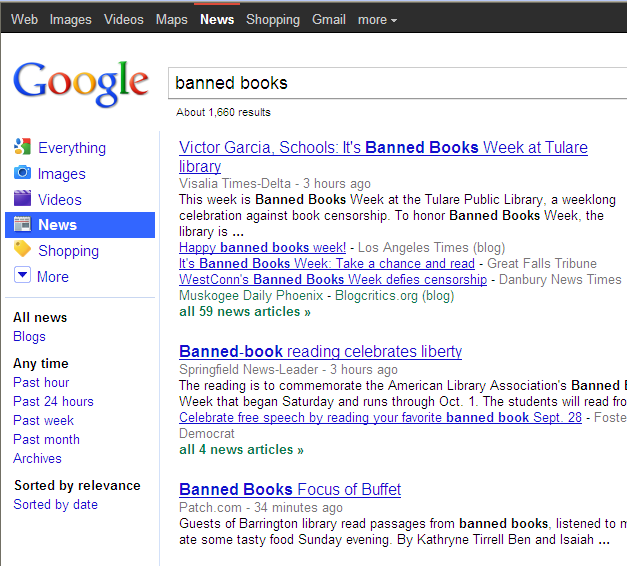 Web Images Videos Maps News Shopping Gmail more
Google
banned books
About 1,660 results
Everything
Images
Videos
News
Shopping
More
All news
Blogs
Any time
Past hour
Past 24 hours
Past week
Past month
Archives
Sorted by relevance
Sorted by date
Victor Garcia, Schools: It's Banned Books Week at Tulare
library
Visalia Times-Delta - 3 hours ago
This week is Banned Books Week at the Tulare Public Library, a weeklong
celebration against book censorship. To honor Banned Books Week, the
library is ...
Happy banned books week! - Los Angeles Times (blog)
It's Banned Books Week: Take a chance and read - Great Falls Tribune
WestConn's Banned Books Week defies censorship - Danbury News Times
Muskogee Daily Phoenix - Blogcritics.org (blog)
all 59 news articles »
Banned-book reading celebrates liberty
Springfield News-Leader - 3 hours ago
The reading is to commemorate the American Library Association's Banned B
Week that began Saturday and runs through Oct. 1. The students will read fro
Celebrate free speech by reading your favorite banned book Sept. 28 - Foste
Democrat
all 4 news articles »
Banned Books Focus of Buffet
Patch.com - 34 minutes ago
Guests of Barrington library read passages from banned books, listened to m
ate some tasty food Sunday evening. By Kathryne Tirrell Ben and Isaiah ...